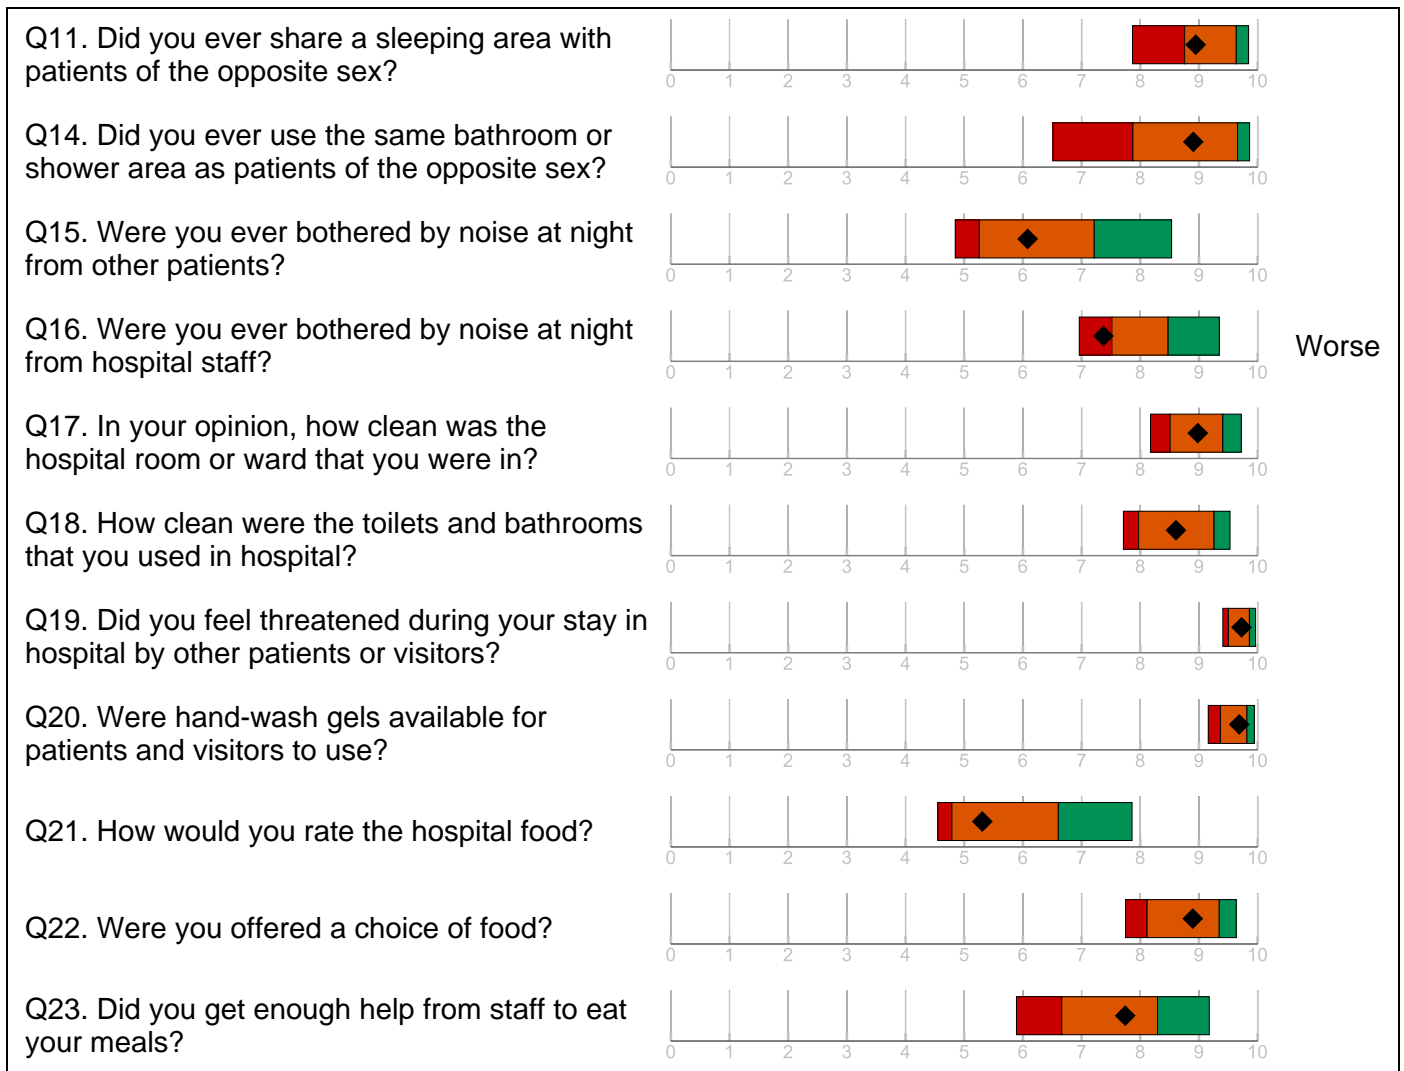 Q11. Did you ever share a sleeping area with
patients of the opposite sex?
0 1 2 3 4 5 6 7 8 9 10
Q14. Did you ever use the same bathroom or
shower area as patients of the opposite sex?
0 1 2 3 4 5 6 7 8 9 10
Q15. Were you ever bothered by noise at night
from other patients?
0 1 2 3 4 5 6 7 8 9 10
Q16. Were you ever bothered by noise at night
from hospital staff?
Worse
0 1 2 3 4 5 6 7 8 9 10
Q17. In your opinion, how clean was the
hospital room or ward that you were in?
0 1 2 3 4 5 6 7 8 9 10
Q18. How clean were the toilets and bathrooms
that you used in hospital?
0 1 2 3 4 5 6 7 8 9 10
Q19. Did you feel threatened during your stay in
hospital by other patients or visitors?
0 1 2 3 4 5 6 7 8 9 10
Q20. Were hand-wash gels available for
patients and visitors to use?
0 1 2 3 4 5 6 7 8 9 10
Q21. How would you rate the hospital food?
0 1 2 3 4 5 6 7 8 9 10
Q22. Were you offered a choice of food?
0 1 2 3 4 5 6 7 8 9 10
Q23. Did you get enough help from staff to eat
your meals?
0 1 2 3 4 5 6 7 8 9 10